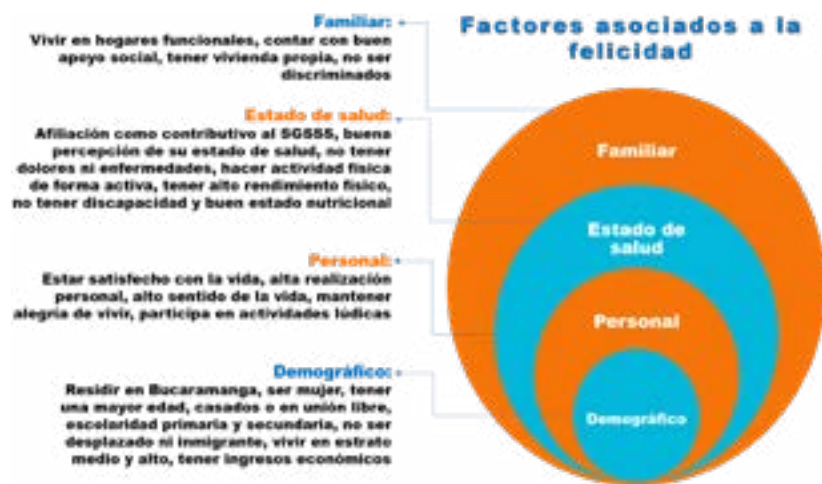 Factores asociados a la
felicidad
Familiar:
Vivir en hogares funcionales, contar con buen
apoyo social, tener vivienda propia, no ser
discriminados
Estado de salud:
Afiliación como contributivo al SGSSS, buena
percepción de su estado de salud, no tener
dolores ni enfermedades, hacer actividad física
de forma activa, tener alto rendimiento físico,
no tener discapacidad y buen estado nutricional
Personal:
Estar satisfecho con la vida, alta realización
personal, alto sentido de la vida, mantener
alegría de vivir, participa en actividades lúdicas
Demográfico:
Residir en Bucaramanga, ser mujer, tener
una mayor edad, casados o en unión libre,
escolaridad primaria y secundaria, no ser
desplazado ni inmigrante, vivir en estrato
medio y alto, tener ingresos económicos
Familiar
Estado de
salud
Personal
Demográfico